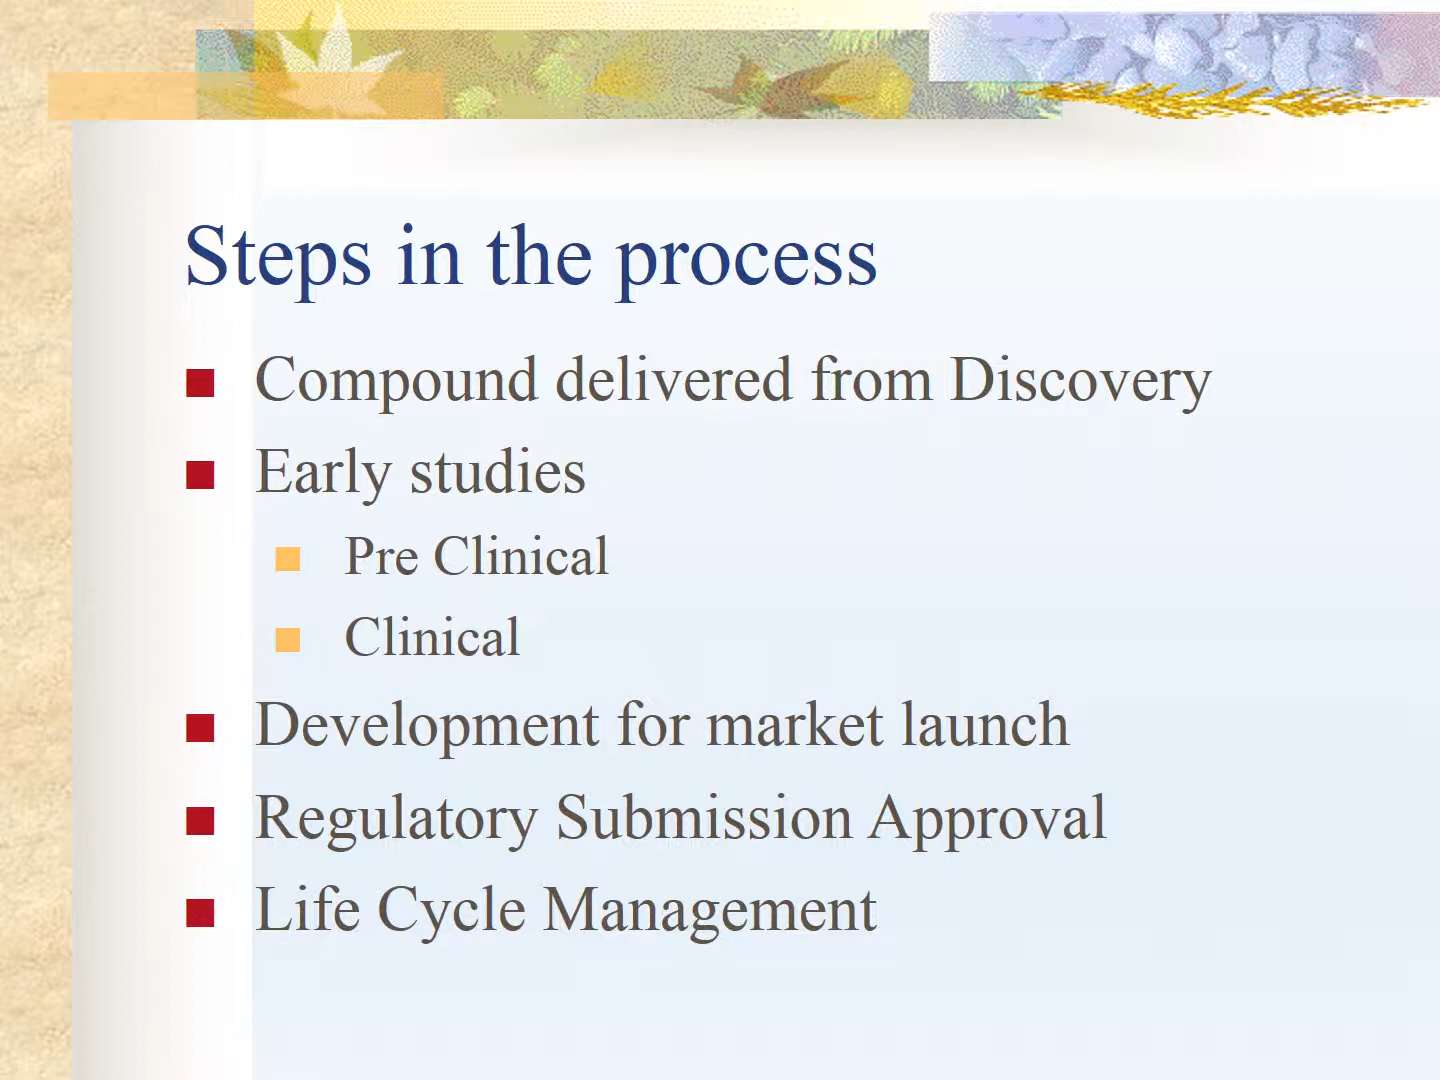 Steps in the process
Compound delivered from Discovery
Early studies
Pre Clinical
Clinical
Development for market launch
Regulatory Submission Approval
Life Cycle Management